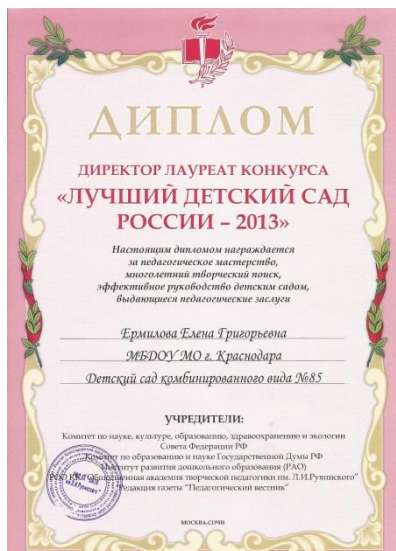 ДИПЛОМ
ДИРЕКТОР ЛАУРЕАТ КОНКУРСА
«ЛУЧШИЙ ДЕТСКИЙ САД
РОССИИ – 2013»
Настоящим дипломом награждается
за педагогическое мастерство,
многолетний творческий поиск,
эффективное руководство детским садом,
выдающиеся педагогические заслуги
Ермилова Елена Григорьевна
МБДОУ МО г. Краснодара
Детский сад комбинированного вида №85
УЧРЕДИТЕЛИ:
Комитет по науке, культуре, образованию, здравоохранению и экологии
Совета Федерации РФ
Комитет по образованию и науке Государственной Думы РФ
Институт развития дошкольного образования (РАО)
РОО КК "Общественная академия творческой педагогики им. Л.И.Рувинского"
Редакция газеты "Педагогический вестник"
МОСКВА-СОЧИ